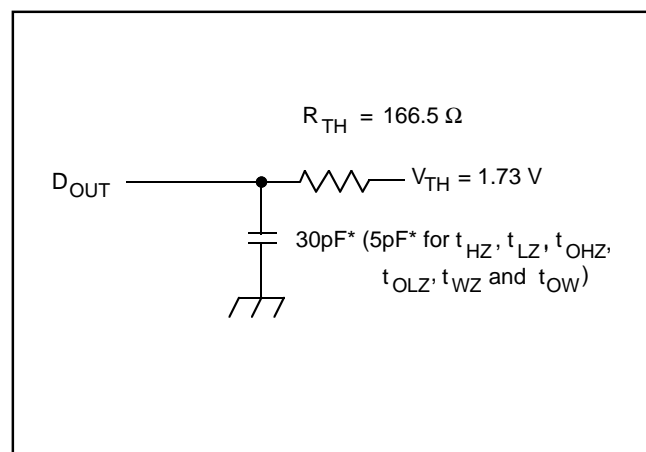 R_TH = 166.5 Ω
D_OUT
V_TH = 1.73 V
30pF* (5pF* for t_HZ, t_LZ, t_OHZ,
t_OLZ, t_WZ and t_OW)